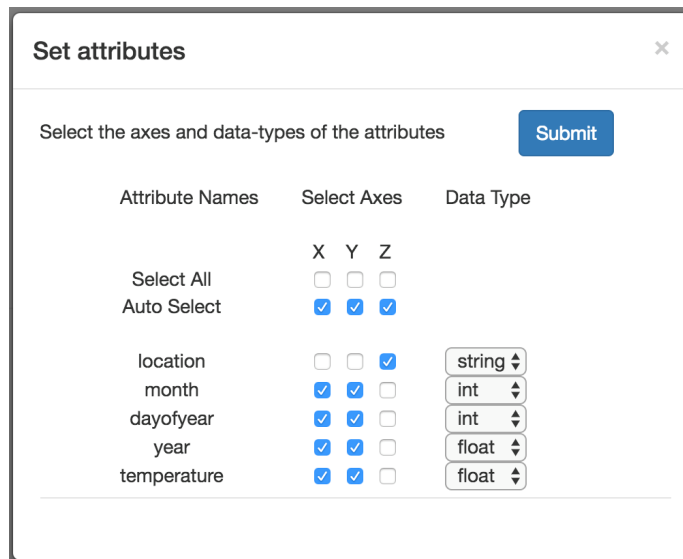 Set attributes ×
Select the axes and data-types of the attributes Submit
Attribute Names Select Axes Data Type
X Y Z
Select All
Auto Select
location string
month int
dayofyear int
year float
temperature float